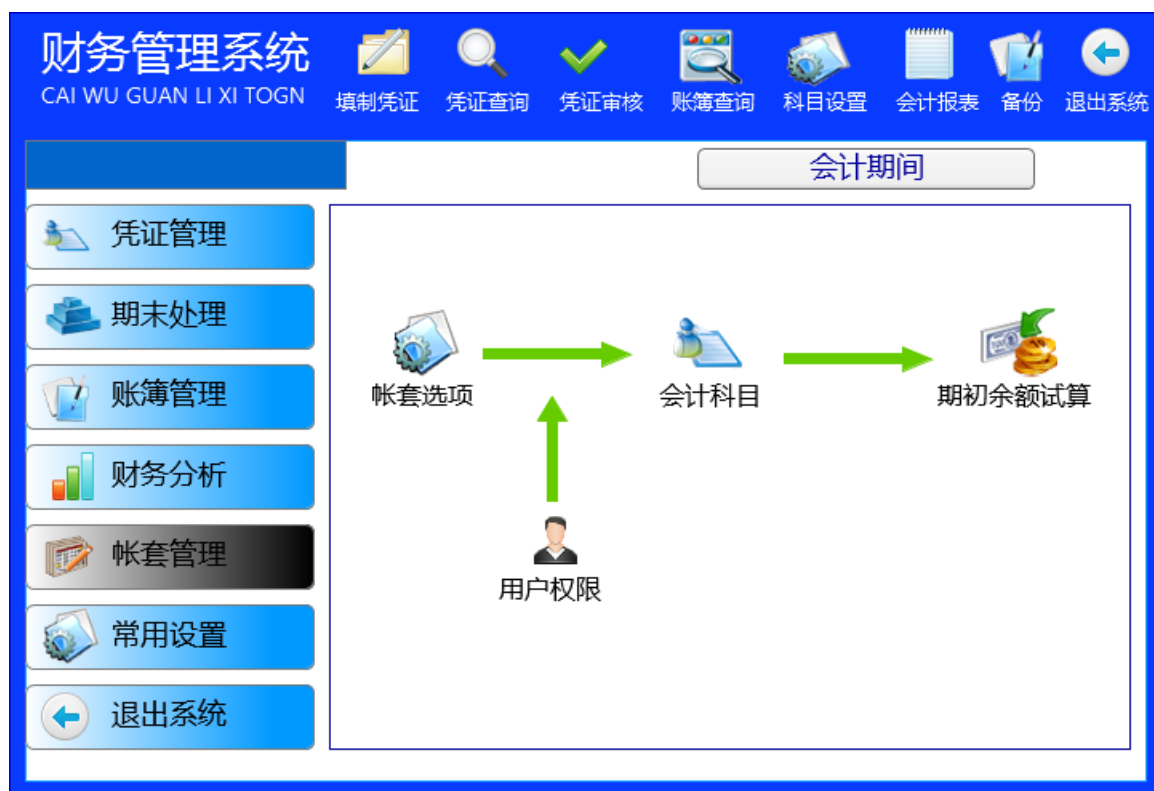 财务管理系统
CAI WU GUAN LI XI TOGN
填制凭证 凭证查询 凭证审核 账簿查询 科目设置 会计报表 备份 退出系统
会计期间
凭证管理
期末处理
账簿管理
财务分析
帐套管理
常用设置
退出系统
帐套选项 会计科目 期初余额试算
用户权限